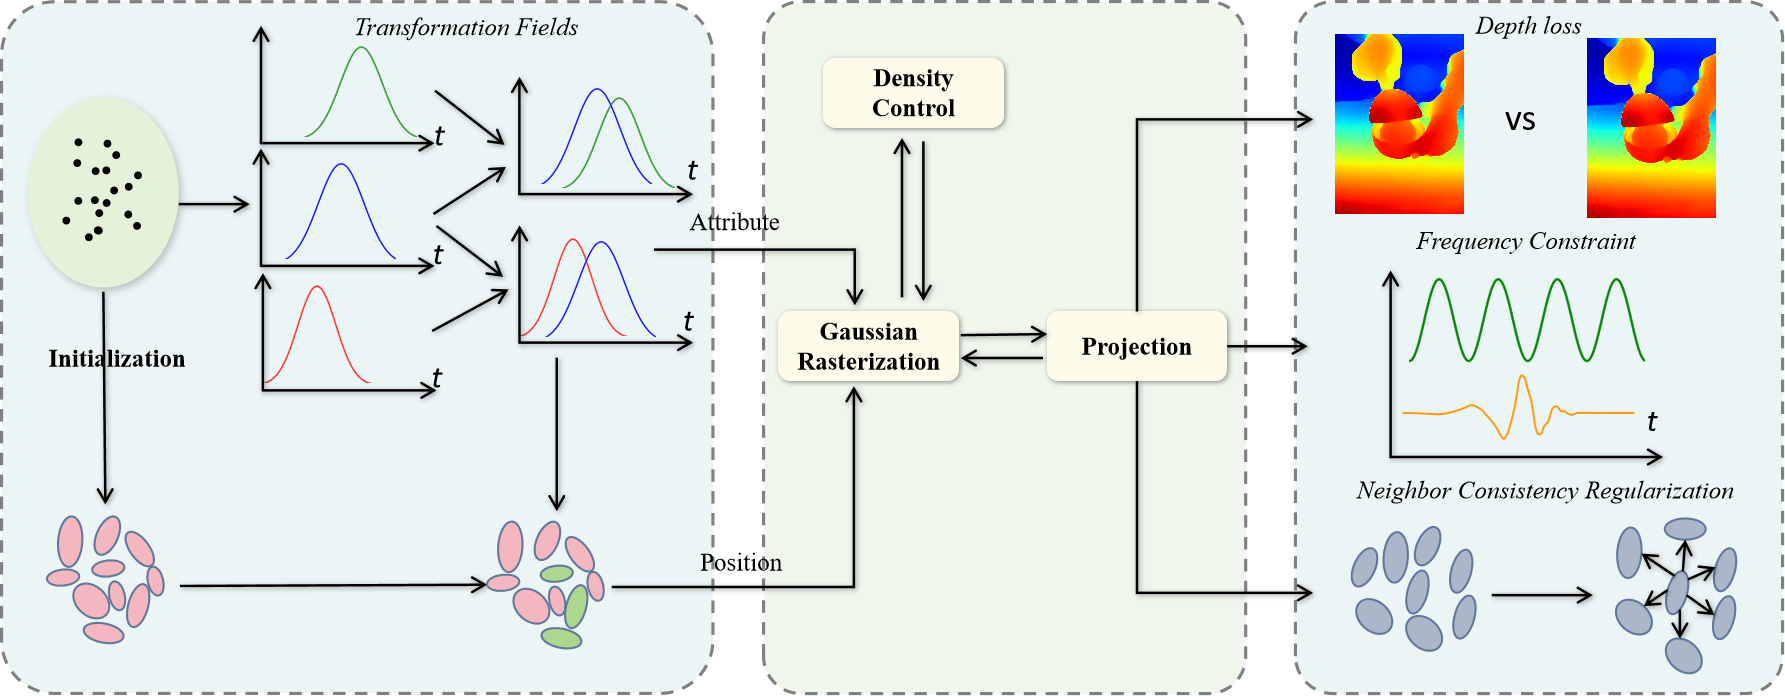 Transformation Fields
t
t
t
t
t
Initialization
Attribute
Position
Density
Control
Gaussian
Rasterization
Projection
Depth loss
VS
Frequency Constraint
t
Neighbor Consistency Regularization